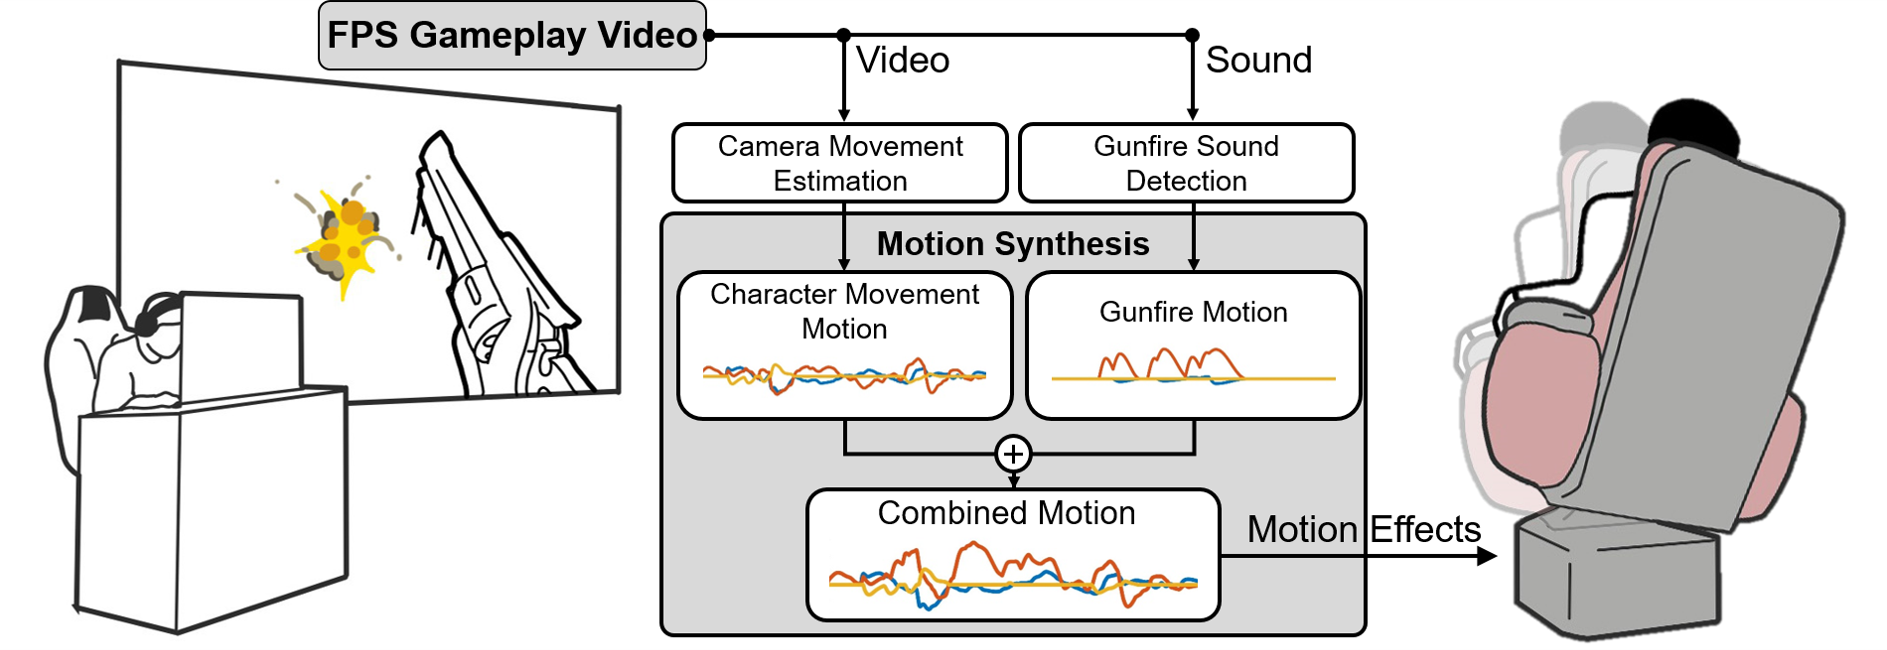 FPS Gameplay Video
Video
Sound
Camera Movement
Estimation
Gunfire Sound
Detection
Motion Synthesis
Character Movement
Motion
Gunfire Motion
Combined Motion
Motion Effects